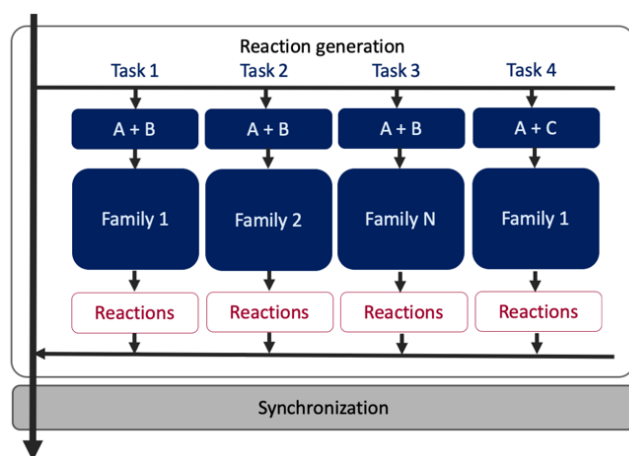 Reaction generation
Task 1 Task 2 Task 3 Task 4
A + B A + B A + B A + C
Family 1 Family 2 Family N Family 1
Reactions Reactions Reactions Reactions
Synchronization